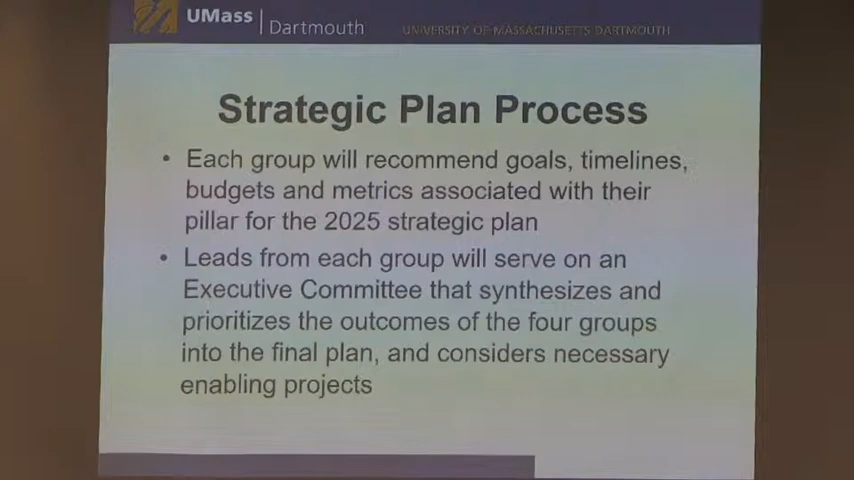 UMass | Dartmouth
UNIVERSITY OF MASSACHUSETTS DARTMOUTH
Strategic Plan Process
• Each group will recommend goals, timelines,
budgets and metrics associated with their
pillar for the 2025 strategic plan
• Leads from each group will serve on an
Executive Committee that synthesizes and
prioritizes the outcomes of the four groups
into the final plan, and considers necessary
enabling projects